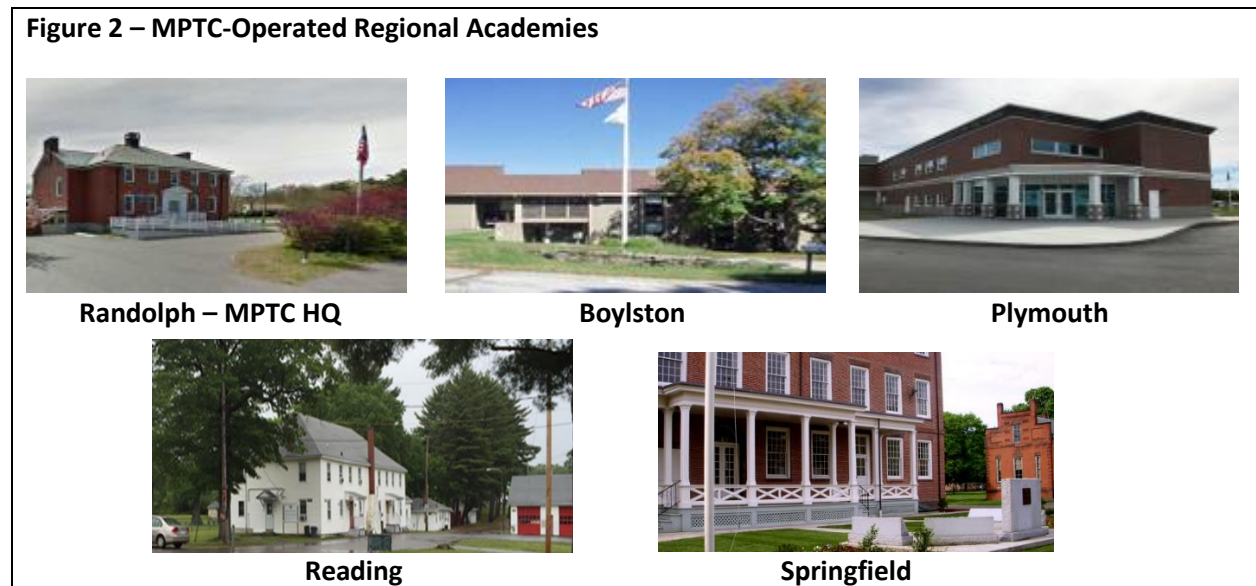 Figure 2 – MPTC-Operated Regional Academies
Randolph – MPTC HQ
Boylston
Plymouth
Reading
Springfield